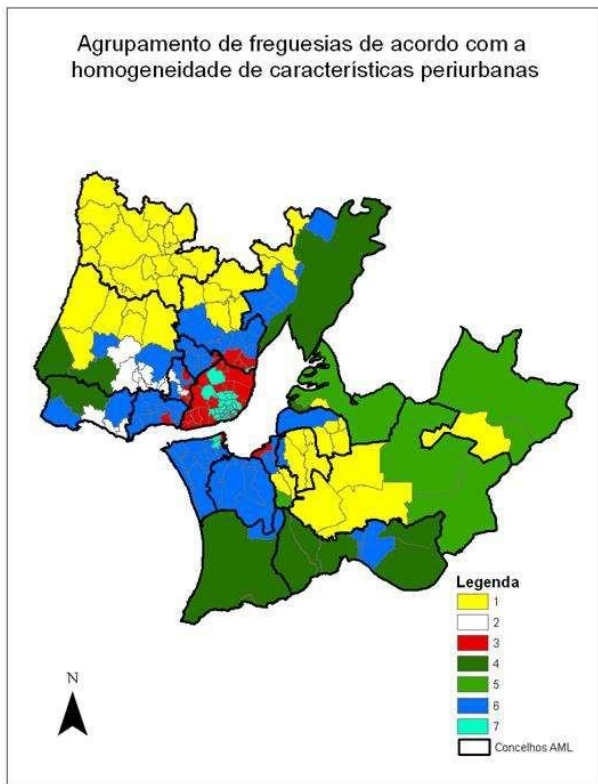 Agrupamento de freguesias de acordo com a
homogeneidade de características periurbanas
Legenda
1
2
3
4
5
6
7
Concelhos AML
N